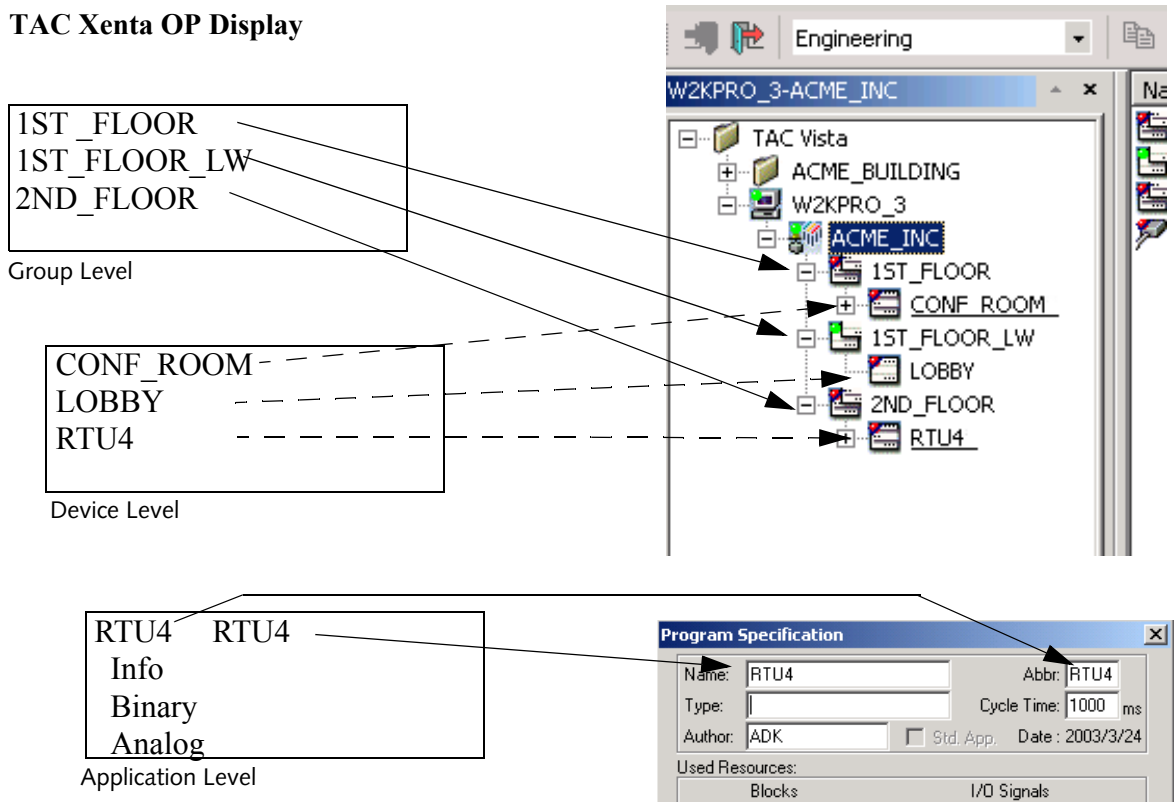 TAC Xenta OP Display
1ST _FLOOR
1ST_FLOOR_LW
2ND_FLOOR
Group Level
CONF_ROOM
LOBBY
RTU4
Device Level
Engineering
W2KPRO_3-ACME_INC
Na
TAC Vista
ACME_BUILDING
W2KPRO_3
ACME_INC
1ST_FLOOR
CONF_ROOM
1ST_FLOOR_LW
LOBBY
2ND_FLOOR
RTU4
RTU4 RTU4
Info
Binary
Analog
Application Level
Program Specification
Name: RTU4 Abbr: RTU4
Type: Cycle Time: 1000 ms
Author: ADK Std. App. Date : 2003/3/24
Used Resources:
Blocks I/O Signals